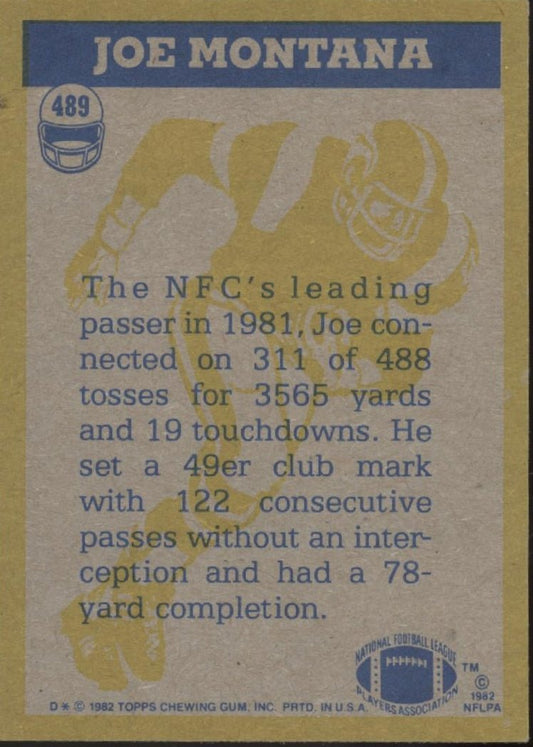 JOE MONTANA
489
The NFC's leading
passer in 1981, Joe con-
nected on 311 of 488
tosses for 3565 yards
and 19 touchdowns. He
set a 49er club mark
with 122 consecutive
passes without an inter-
ception and had a 78-
yard completion.
NATIONAL FOOTBALL LEAGUE
PLAYERS ASSOCIATION
TM
©
1982
NFLPA
D * © 1982 TOPPS CHEWING GUM, INC. PRTD. IN U.S.A.